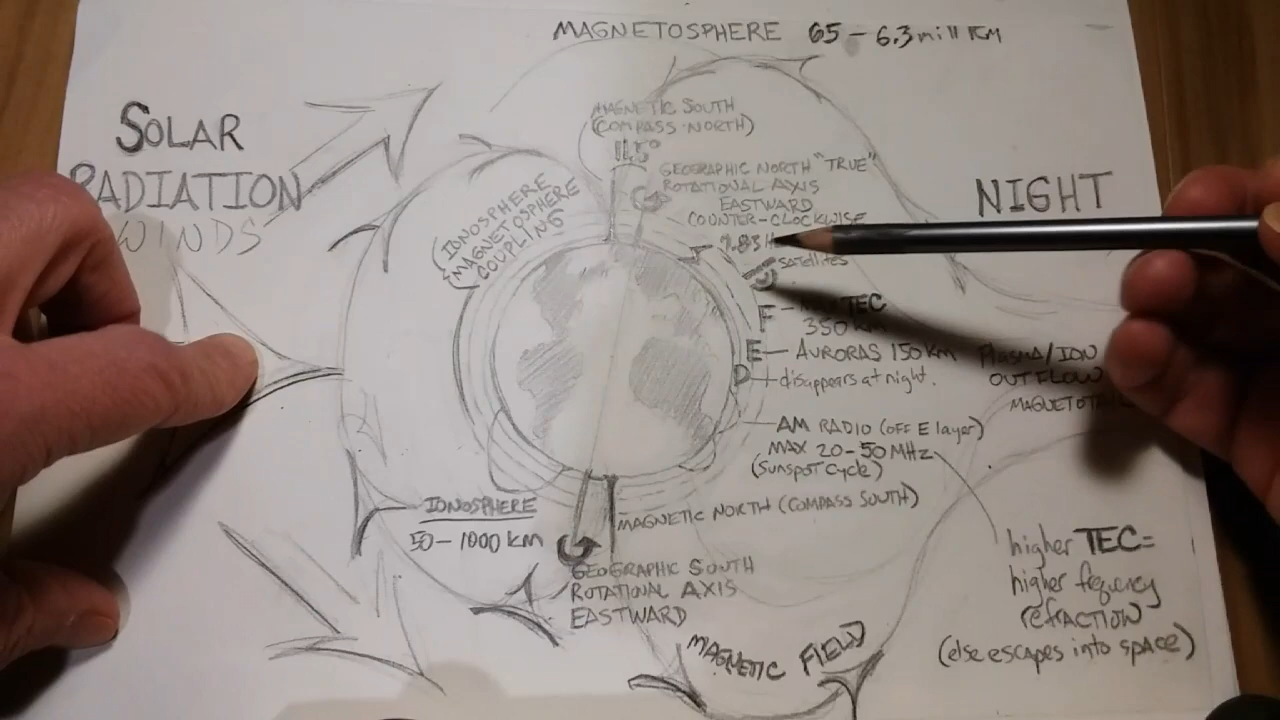 MAGNETOSPHERE 65 – 6.3 mill KM
SOLAR
RADIATION
WINDS
MAGNETIC SOUTH
(COMPASS NORTH)
11.5°
GEOGRAPHIC NORTH "TRUE"
ROTATIONAL AXIS
EASTWARD
COUNTER-CLOCKWISE
NIGHT
(IONOSPHERE
MAGNETOSPHERE
COUPLING
satellites
F – TEC
350 KM
E – AURORAS 150 KM
D – disappears at night.
PLASMA/ION
OUTFLOW
AM RADIO (OFF E layer)
MAX 20-50 MHz
(SUNSPOT CYCLE)
IONOSPHERE
50 – 1000 KM
MAGNETIC NORTH (COMPASS SOUTH)
GEOGRAPHIC SOUTH
ROTATIONAL AXIS
EASTWARD
MAGNETIC FIELD
higher TEC=
higher fequency
refRACTION
(else escapes into space)